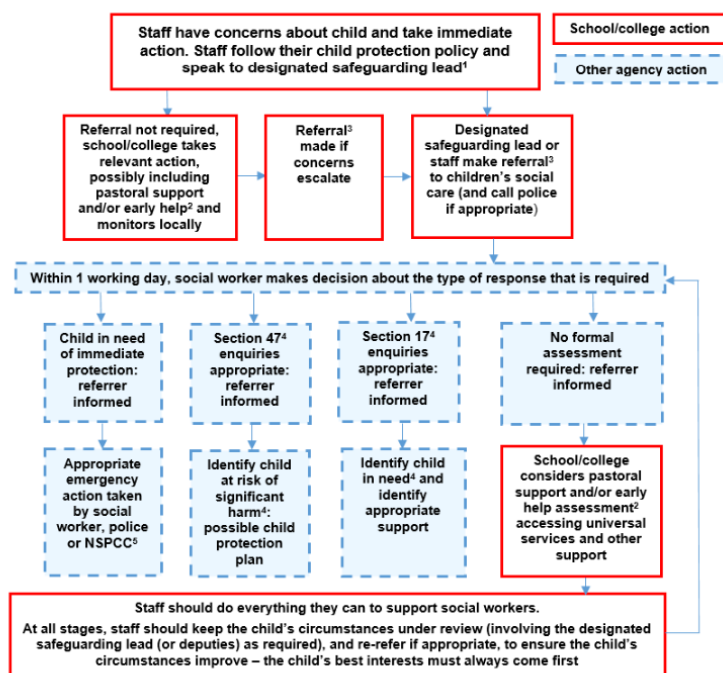 Staff have concerns about child and take immediate
action. Staff follow their child protection policy and
speak to designated safeguarding lead¹
School/college action
Other agency action
Referral not required,
school/college takes
relevant action,
possibly including
pastoral support
and/or early help² and
monitors locally
Referral³
made if
concerns
escalate
Designated
safeguarding lead or
staff make referral³
to children's social
care (and call police
if appropriate)
Within 1 working day, social worker makes decision about the type of response that is required
Child in need
of immediate
protection:
referrer
informed
Section 47⁴
enquiries
appropriate:
referrer
informed
Section 17⁴
enquiries
appropriate:
referrer
informed
No formal
assessment
required: referrer
informed
Appropriate
emergency
action taken
by social
worker, police
or NSPCC⁵
Identify child
at risk of
significant
harm⁴:
possible child
protection
plan
Identify child
in need⁴ and
identify
appropriate
support
School/college
considers pastoral
support and/or early
help assessment²
accessing universal
services and other
support
Staff should do everything they can to support social workers.
At all stages, staff should keep the child's circumstances under review (involving the designated
safeguarding lead (or deputies) as required), and re-refer if appropriate, to ensure the child's
circumstances improve – the child's best interests must always come first